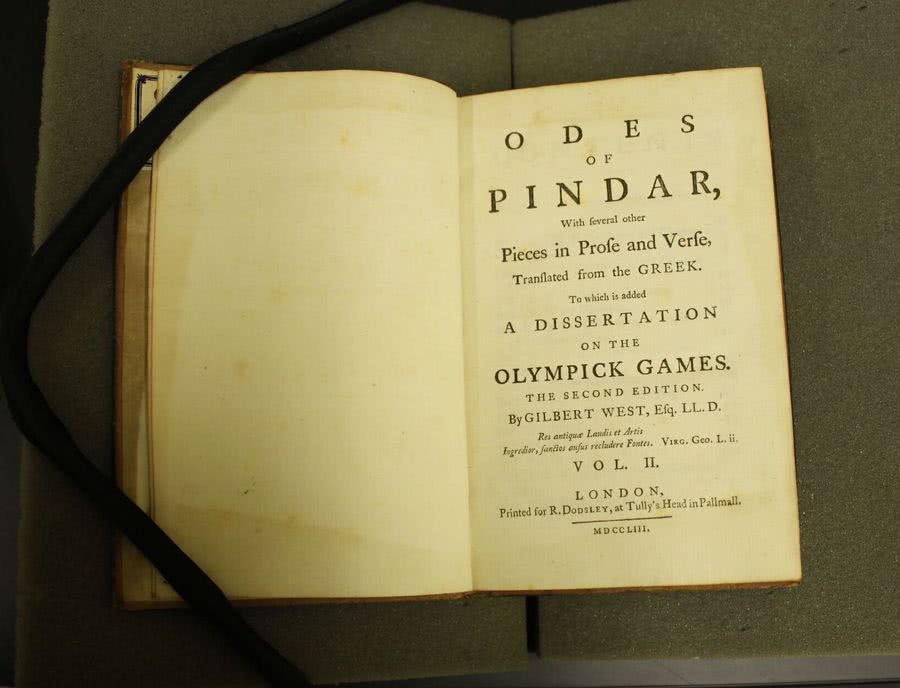 ODES
OF
PINDAR,
With ſeveral other
Pieces in Proſe and Verſe,
Tranſlated from the GREEK.
To which is added
A DISSERTATION
ON THE
OLYMPICK GAMES.
THE SECOND EDITION.
By GILBERT WEST, Eſq. LL. D.
Res antiquæ Laudis et Artis
Ingredior, ſanctos auſus recludere Fontes. VIRG. Geo. L. ii.
VOL. II.
LONDON,
Printed for R. DODSLEY, at Tully's Head in Pallmall.
MDCCLIII.